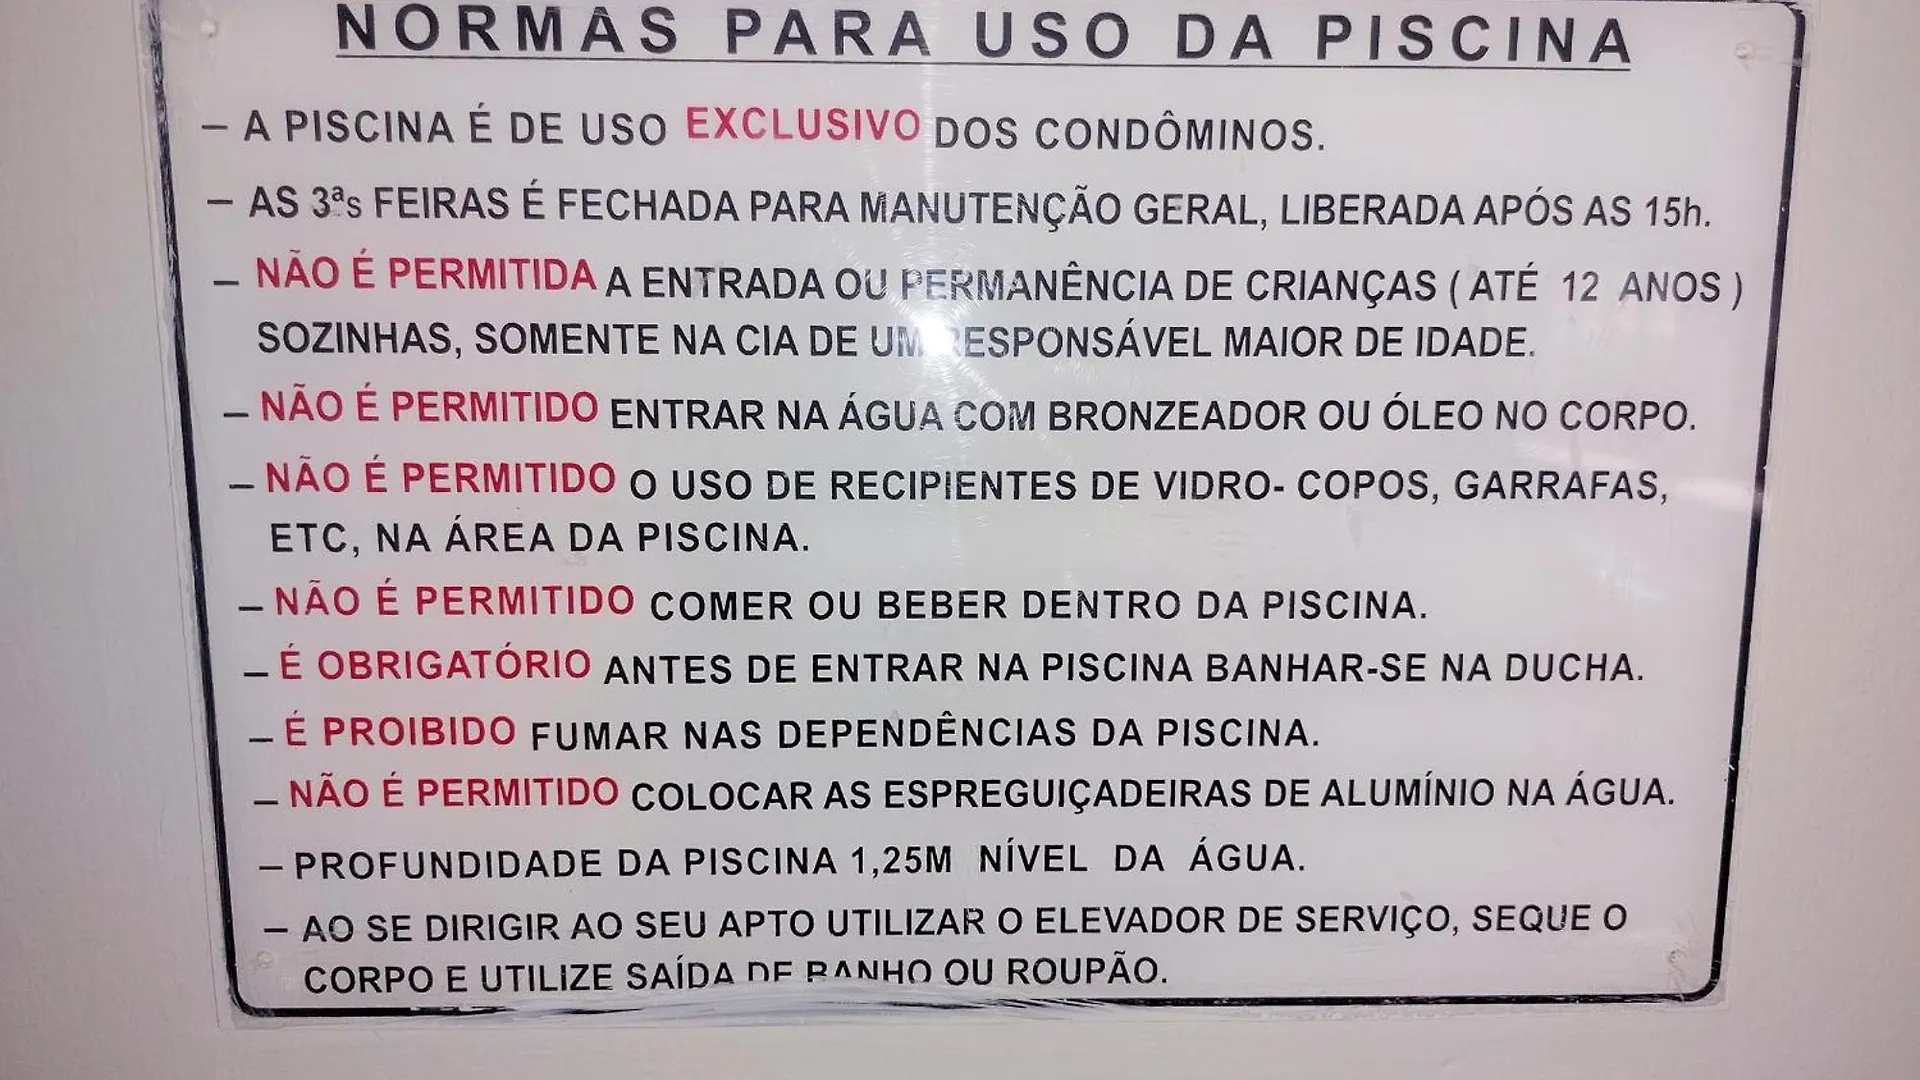 NORMAS PARA USO DA PISCINA
– A PISCINA É DE USO EXCLUSIVO DOS CONDÔMINOS.
– AS 3ªs FEIRAS É FECHADA PARA MANUTENÇÃO GERAL, LIBERADA APÓS AS 15h.
– NÃO É PERMITIDA A ENTRADA OU PERMANÊNCIA DE CRIANÇAS ( ATÉ 12 ANOS )
SOZINHAS, SOMENTE NA CIA DE UM RESPONSÁVEL MAIOR DE IDADE.
– NÃO É PERMITIDO ENTRAR NA ÁGUA COM BRONZEADOR OU ÓLEO NO CORPO.
– NÃO É PERMITIDO O USO DE RECIPIENTES DE VIDRO- COPOS, GARRAFAS,
ETC, NA ÁREA DA PISCINA.
– NÃO É PERMITIDO COMER OU BEBER DENTRO DA PISCINA.
– É OBRIGATÓRIO ANTES DE ENTRAR NA PISCINA BANHAR-SE NA DUCHA.
– É PROIBIDO FUMAR NAS DEPENDÊNCIAS DA PISCINA.
– NÃO É PERMITIDO COLOCAR AS ESPREGUIÇADEIRAS DE ALUMÍNIO NA ÁGUA.
– PROFUNDIDADE DA PISCINA 1,25M NÍVEL DA ÁGUA.
– AO SE DIRIGIR AO SEU APTO UTILIZAR O ELEVADOR DE SERVIÇO, SEQUE O
CORPO E UTILIZE SAÍDA DE BANHO OU ROUPÃO.